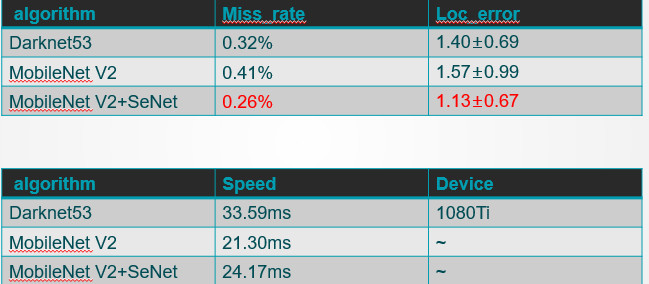 algorithm Miss_rate Loc_error
Darknet53 0.32% 1.40±0.69
MobileNet V2 0.41% 1.57±0.99
MobileNet V2+SeNet 0.26% 1.13±0.67
algorithm Speed Device
Darknet53 33.59ms 1080Ti
MobileNet V2 21.30ms ~
MobileNet V2+SeNet 24.17ms ~